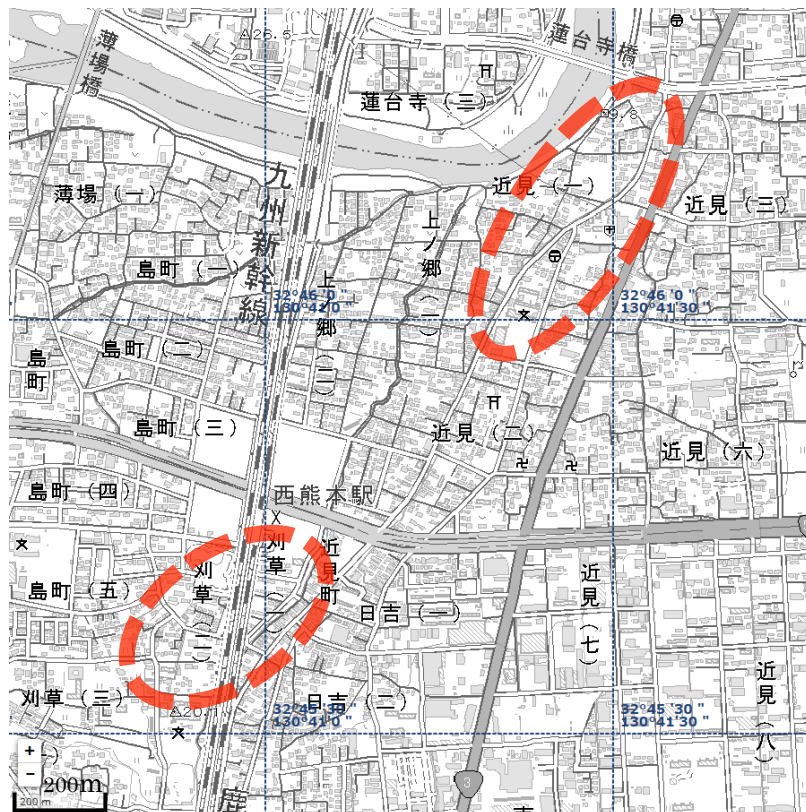 薄場橋
26.5
蓮台寺（三）
蓮台寺橋
近見（一）
近見（三）
薄場（一）
九州新幹線
上ノ郷（一）
島町（一）
上ノ郷（二）
32°46 '0 "
130°41'0 "
32°46 '0 "
130°41'30 "
島町（二）
島町
島町（三）
近見（二）
近見（六）
島町（四）
西熊本駅
刈草（一）
近見町
刈草（二）
島町（五）
日吉（一）
近見（七）
刈草（三）
日吉（二）
近見（八）
32°45 '30 "
130°41'0 "
32°45 '30 "
130°41'30 "
+
−
200m
200 m
3